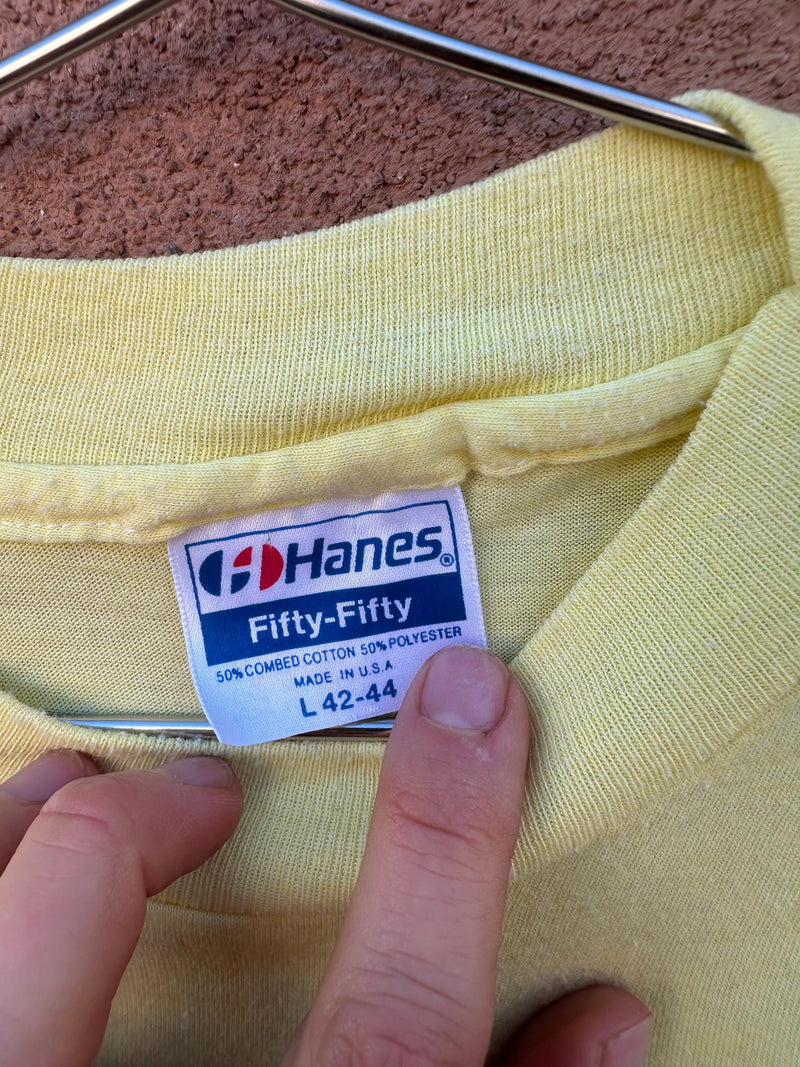 Hanes®
Fifty-Fifty
50% COMBED COTTON 50% POLYESTER
MADE IN U.S.A
L 42-44